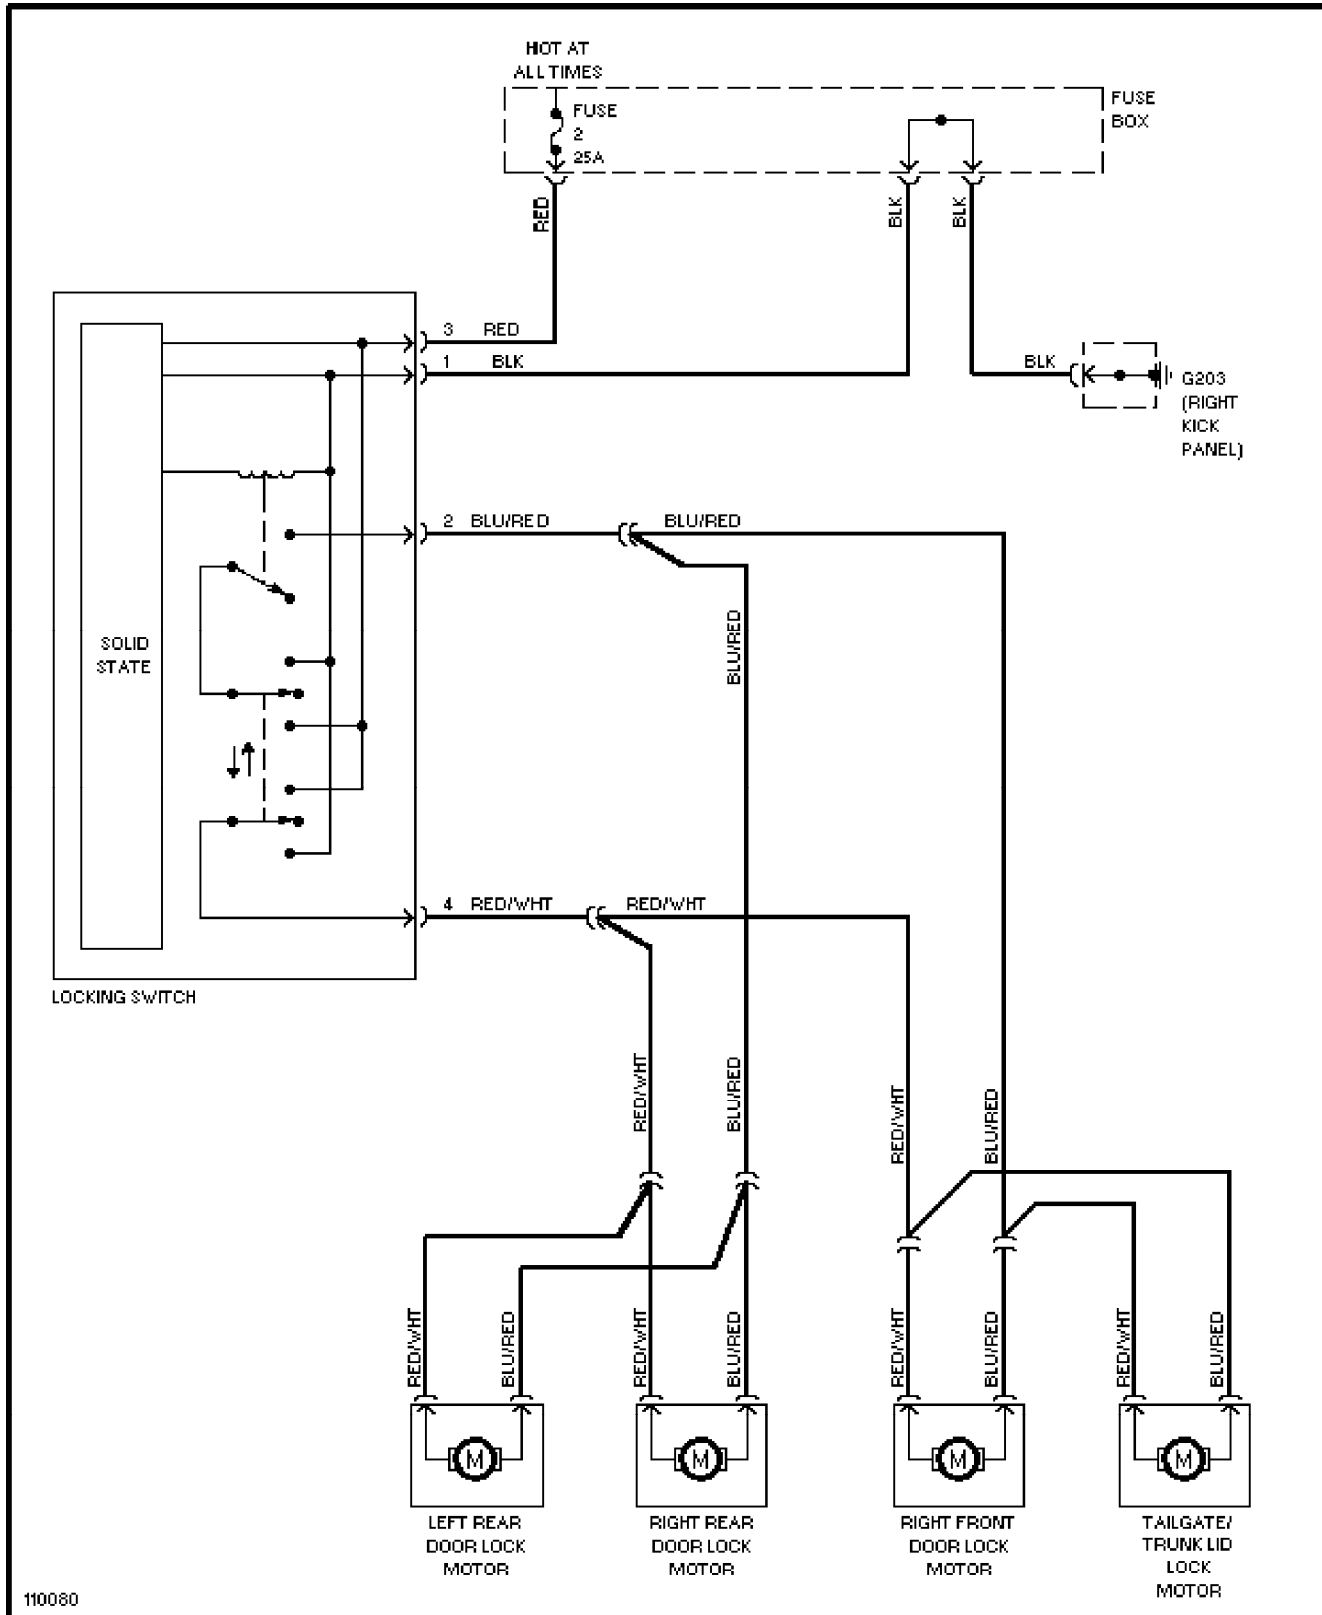 HOT AT
ALL TIMES
FUSE
2
25A
FUSE
BOX
RED
BLK
BLK
3 RED
1 BLK
BLK
G203
(RIGHT
KICK
PANEL)
2 BLU/RED
BLU/RED
BLU/RED
SOLID
STATE
4 RED/WHT
RED/WHT
LOCKING SWITCH
RED/WHT
BLU/RED
RED/WHT
BLU/RED
RED/WHT
BLU/RED
RED/WHT
BLU/RED
RED/WHT
BLU/RED
RED/WHT
BLU/RED
M
M
M
M
LEFT REAR
DOOR LOCK
MOTOR
RIGHT REAR
DOOR LOCK
MOTOR
RIGHT FRONT
DOOR LOCK
MOTOR
TAILGATE/
TRUNK LID
LOCK
MOTOR
110080